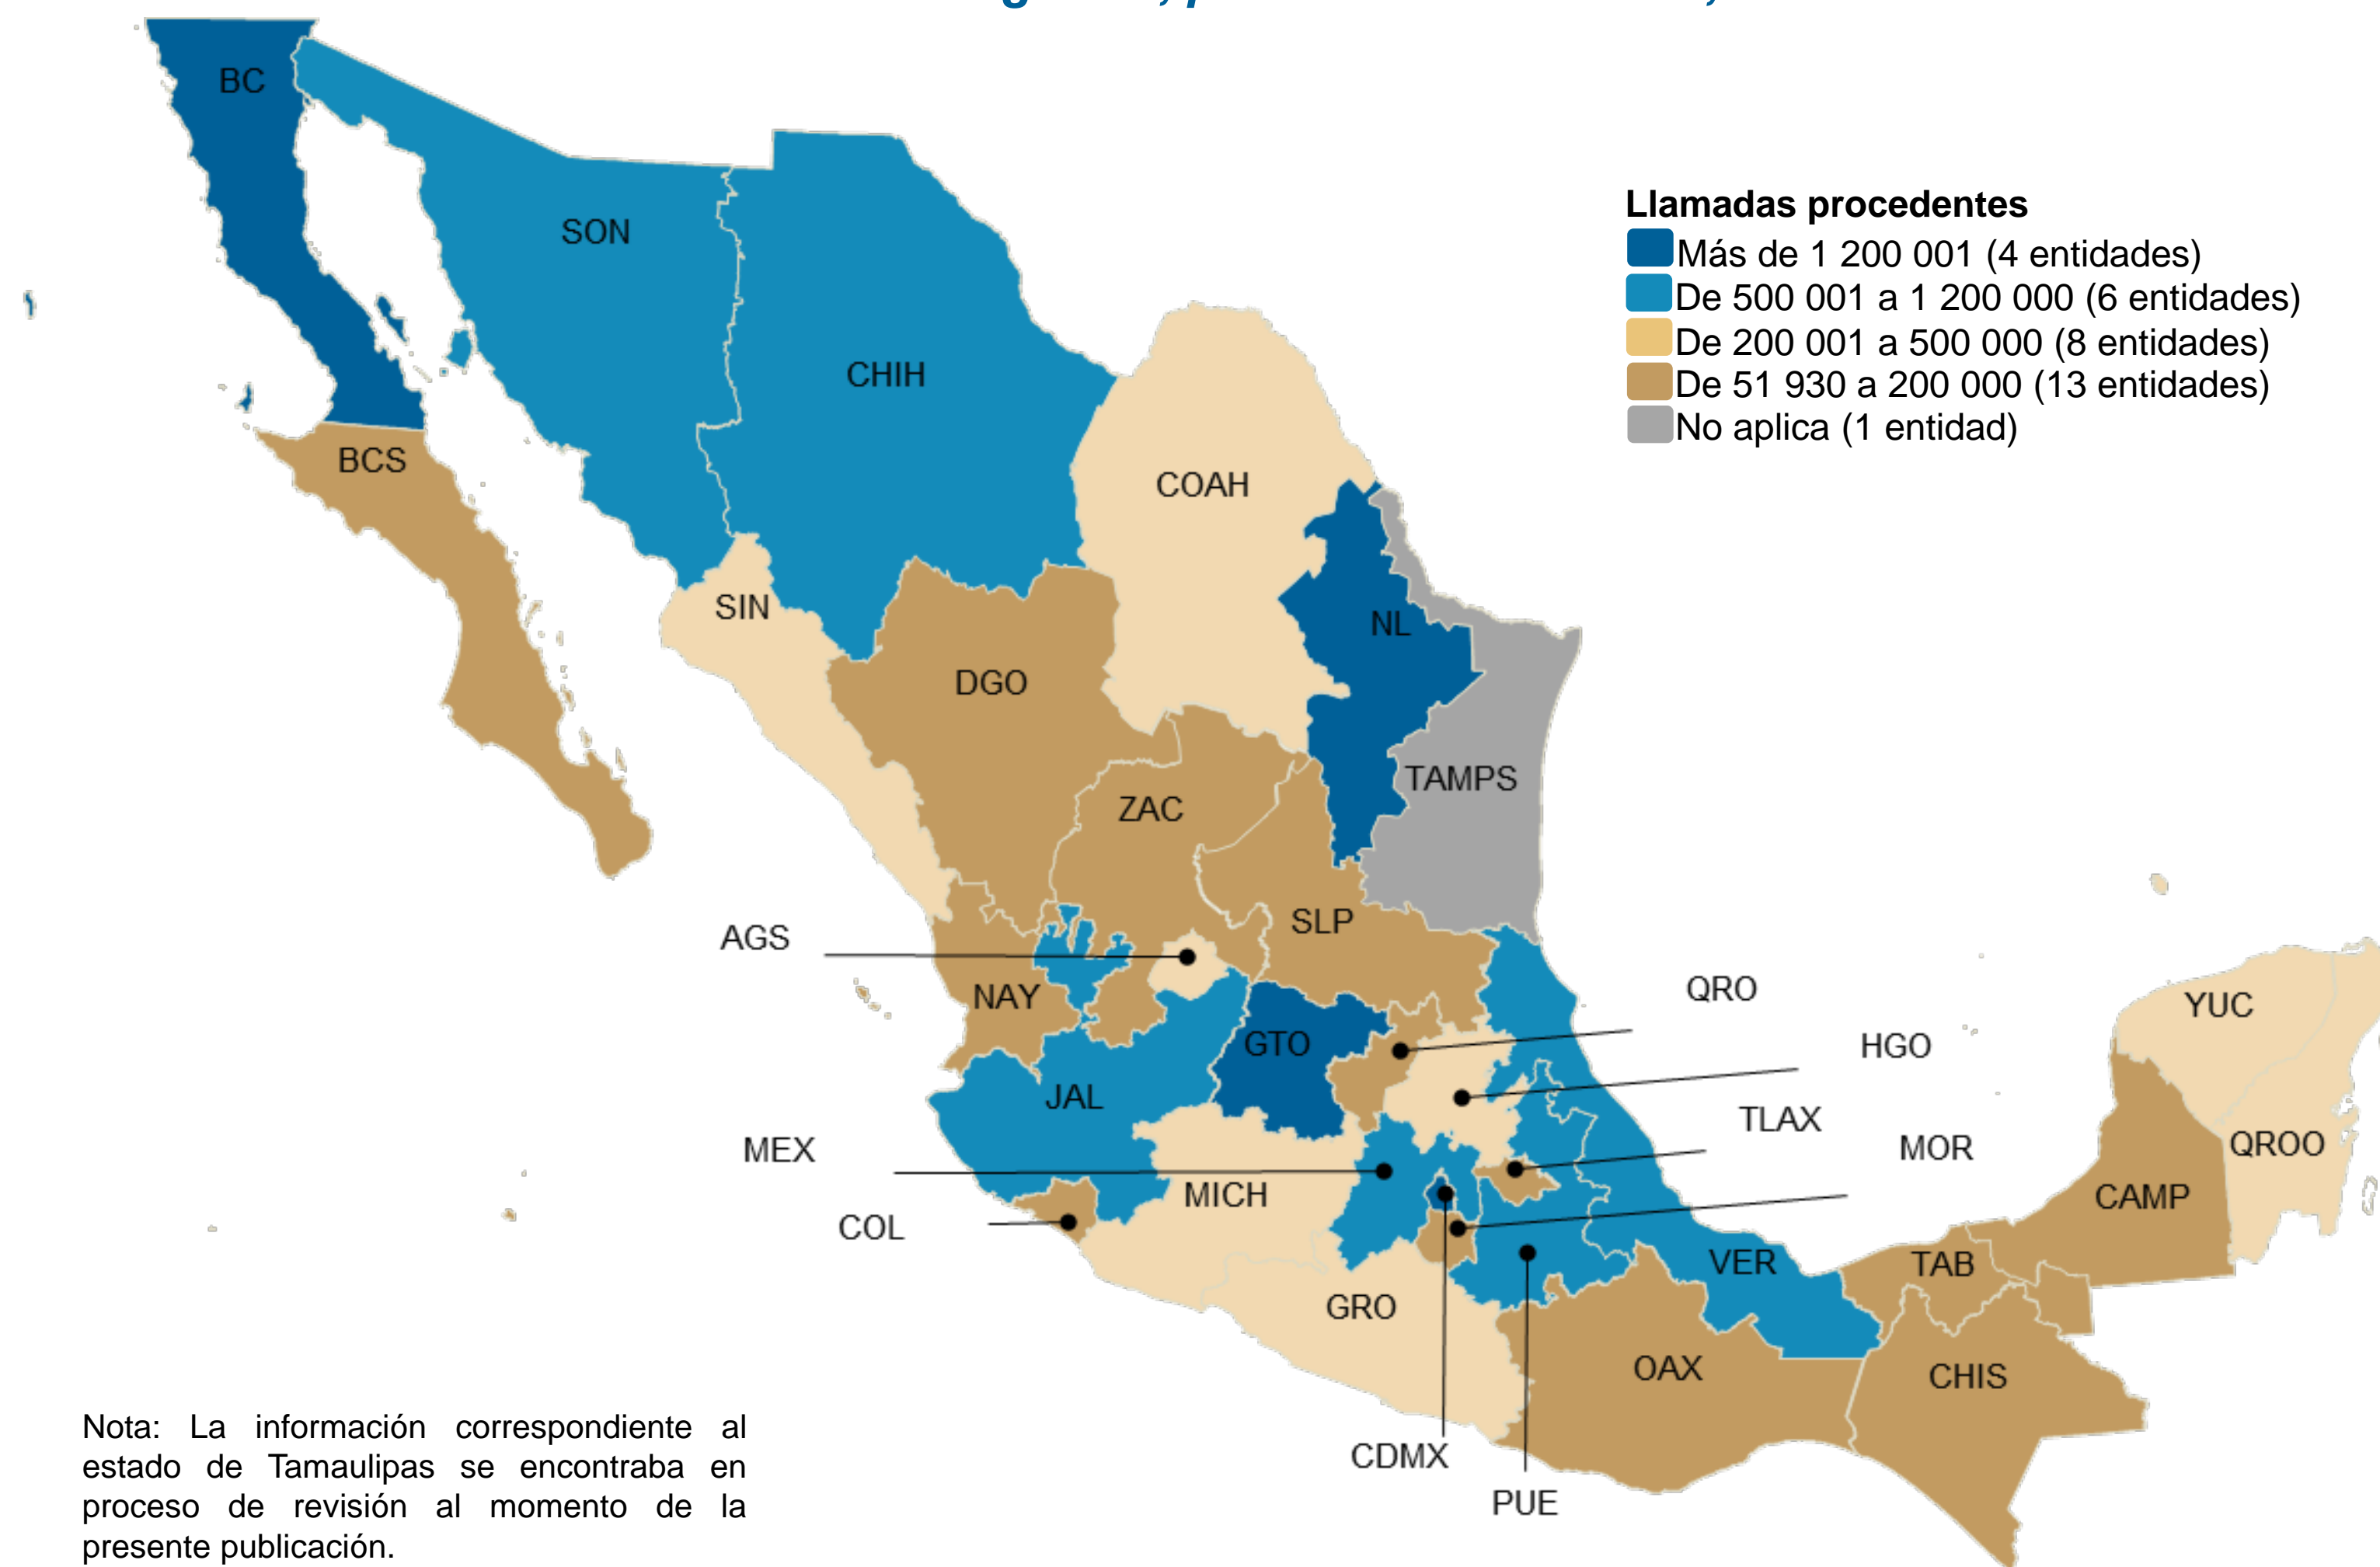 BC
SON
Llamadas procedentes
Más de 1 200 001 (4 entidades)
De 500 001 a 1 200 000 (6 entidades)
De 200 001 a 500 000 (8 entidades)
De 51 930 a 200 000 (13 entidades)
No aplica (1 entidad)
CHIH
BCS
COAH
SIN
NL
DGO
TAMPS
ZAC
SLP
AGS
NAY
QRO
YUC
GTO
HGO
JAL
TLAX
MEX
MOR
QROO
MICH
CAMP
COL
VER
TAB
GRO
OAX
CHIS
CDMX
PUE
Nota: La información correspondiente al
estado de Tamaulipas se encontraba en
proceso de revisión al momento de la
presente publicación.